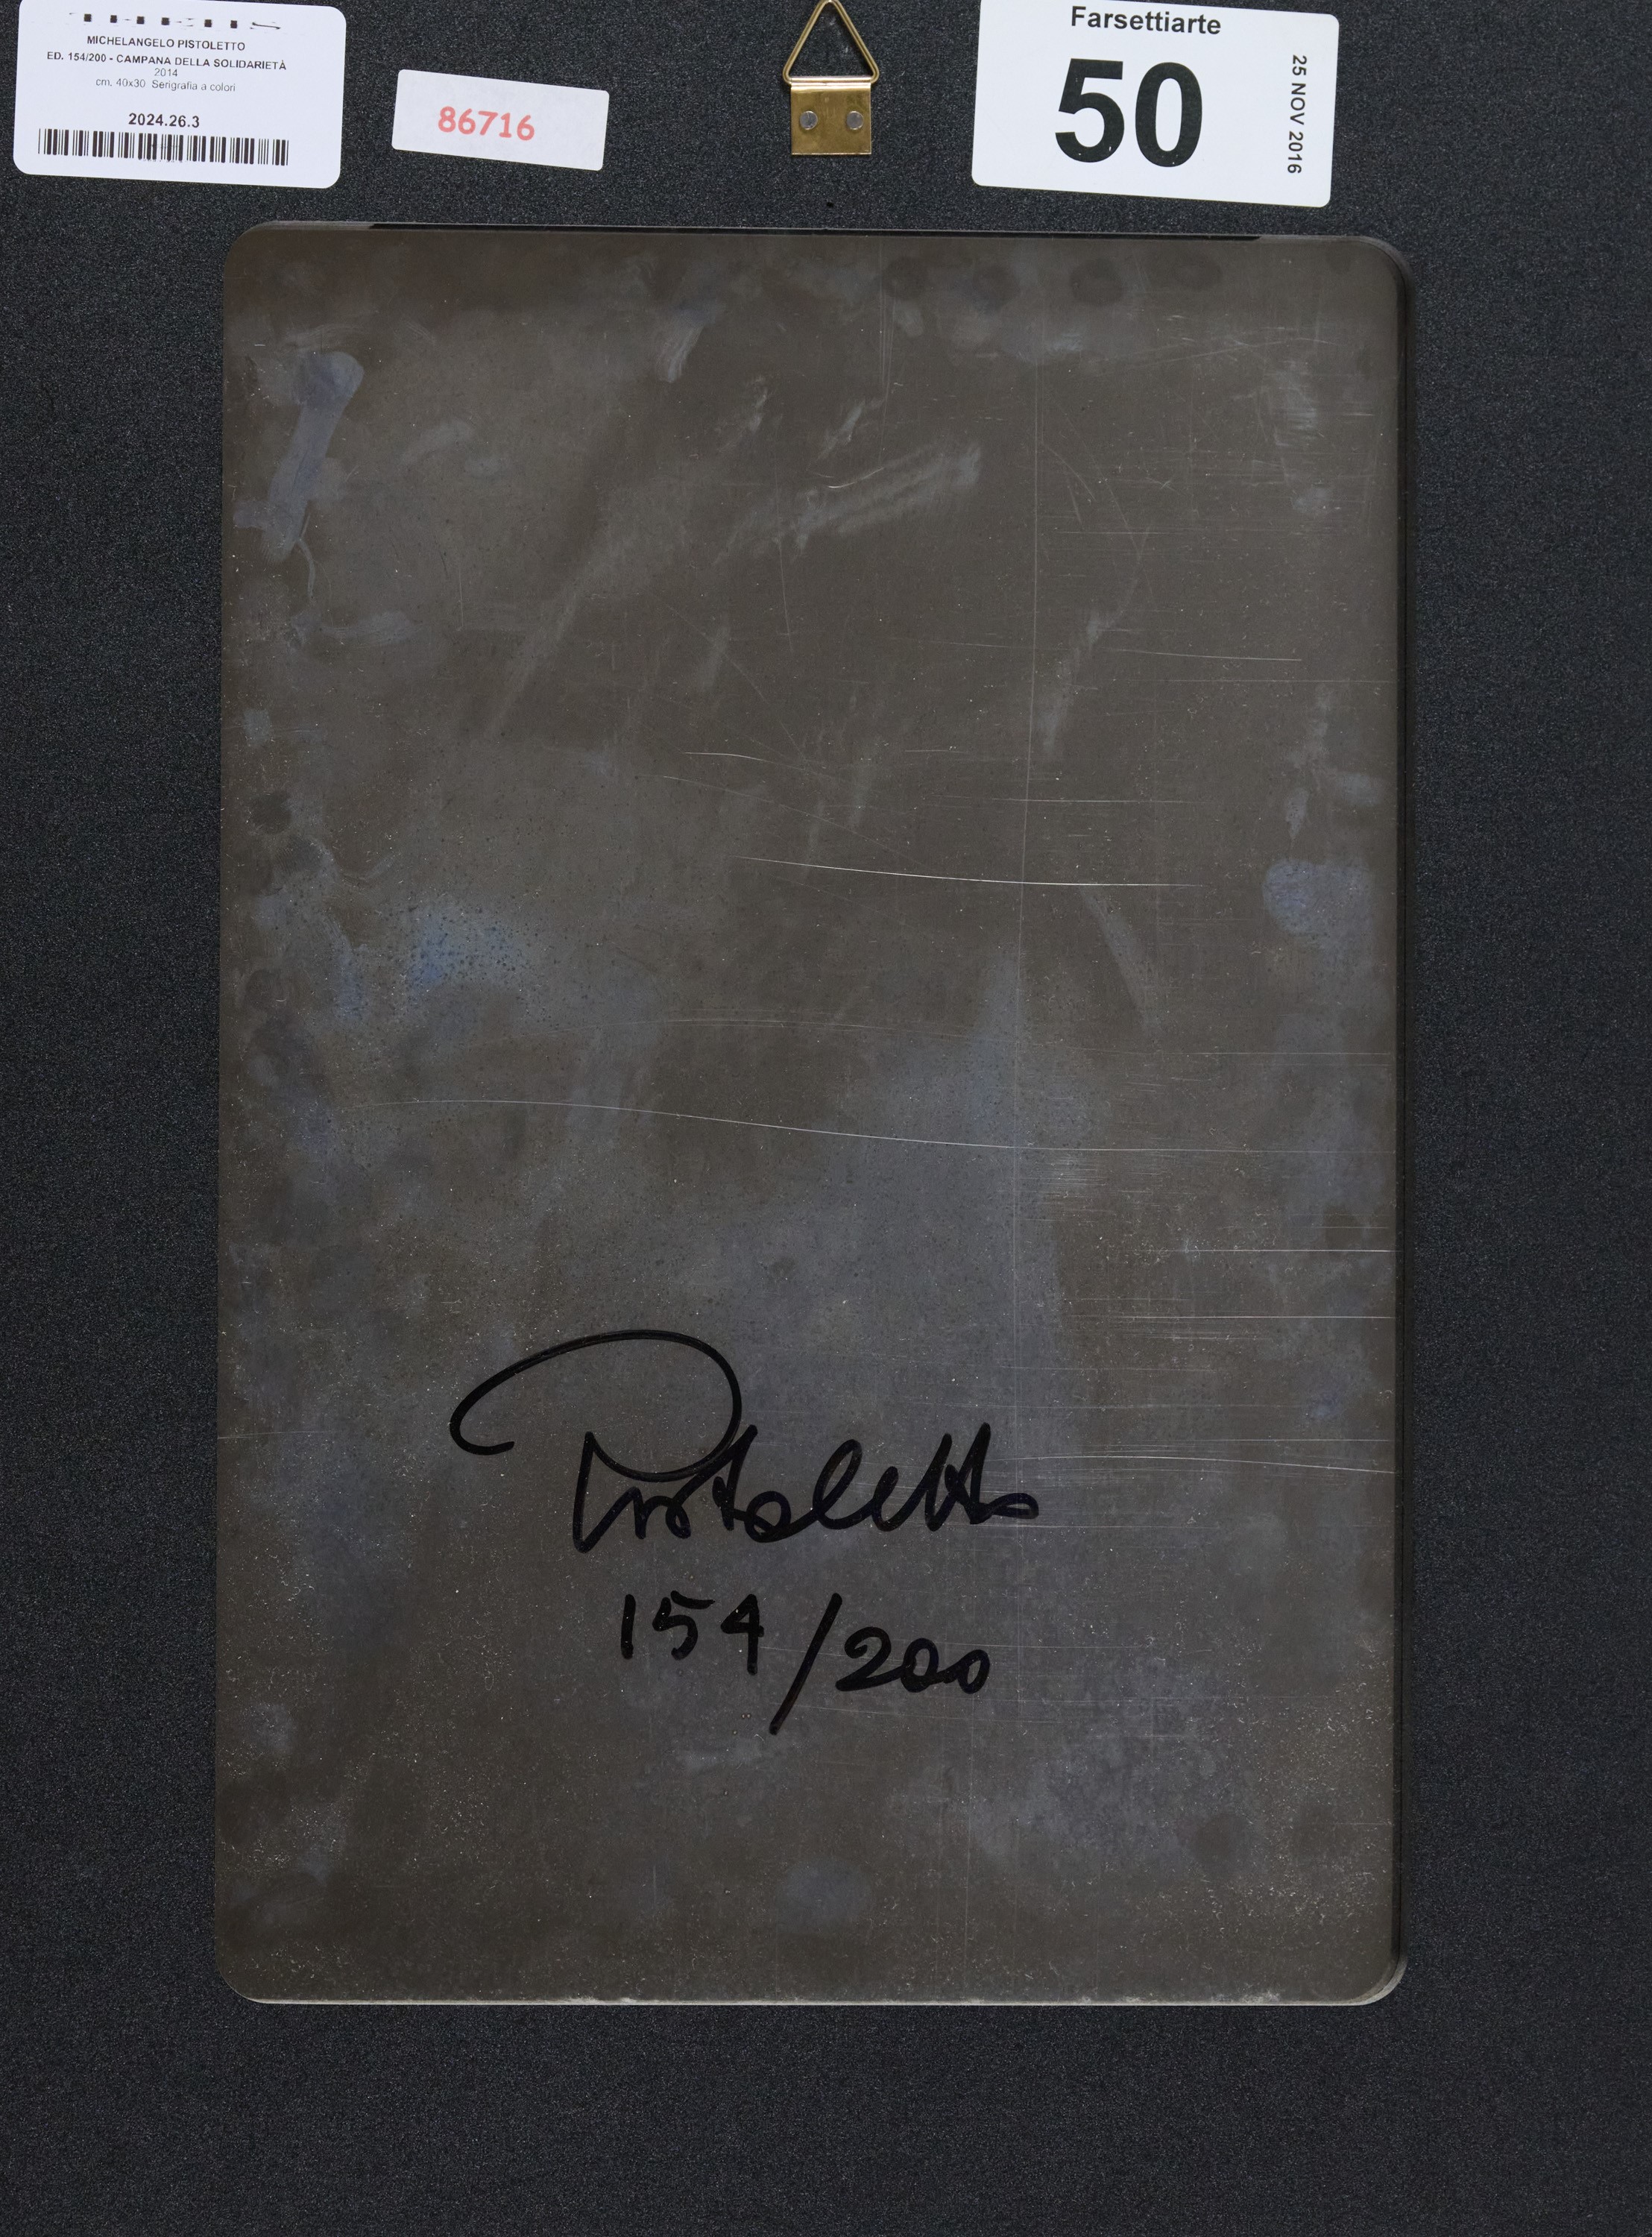 MICHELANGELO PISTOLETTO
ED. 154/200 - CAMPANA DELLA SOLIDARIETÀ
2014
cm. 40x30 Serigrafia a colori
2024.26.3
86716
Farsettiarte
50
25 NOV 2016
Pistoletto
154/200